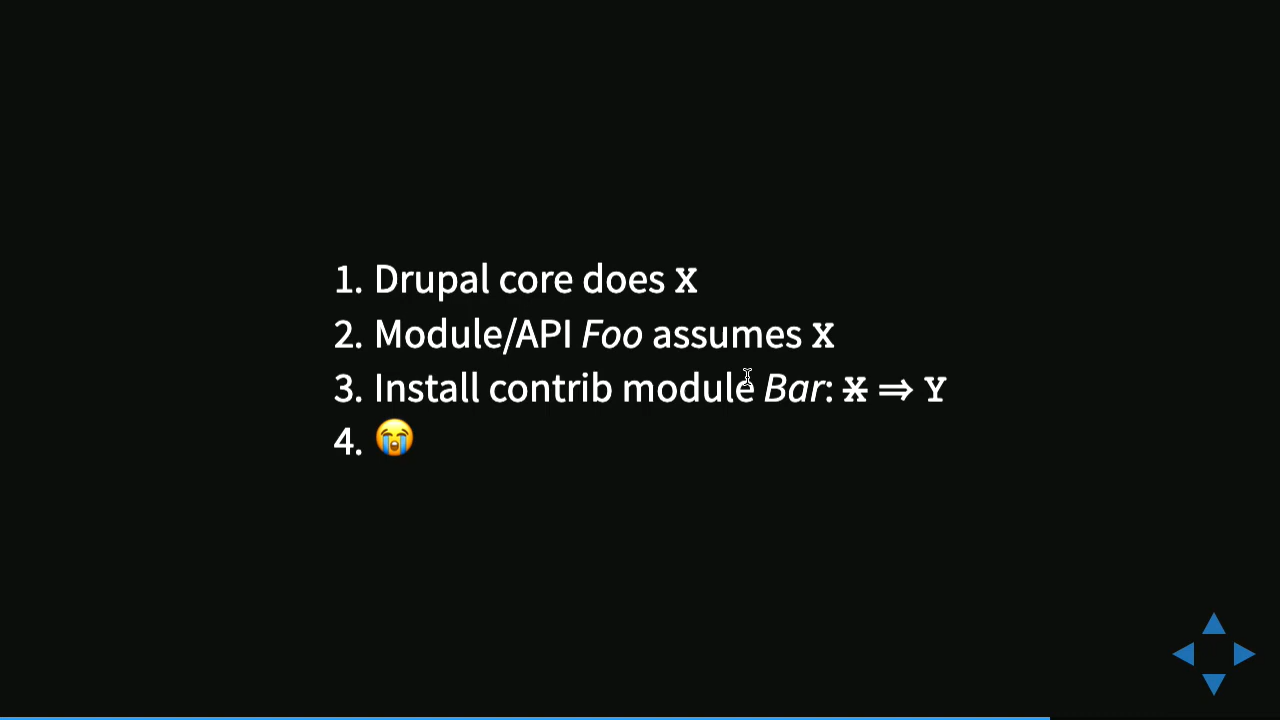 1. Drupal core does X
2. Module/API Foo assumes X
3. Install contrib module Bar: X ⇒ Y
4. 😭